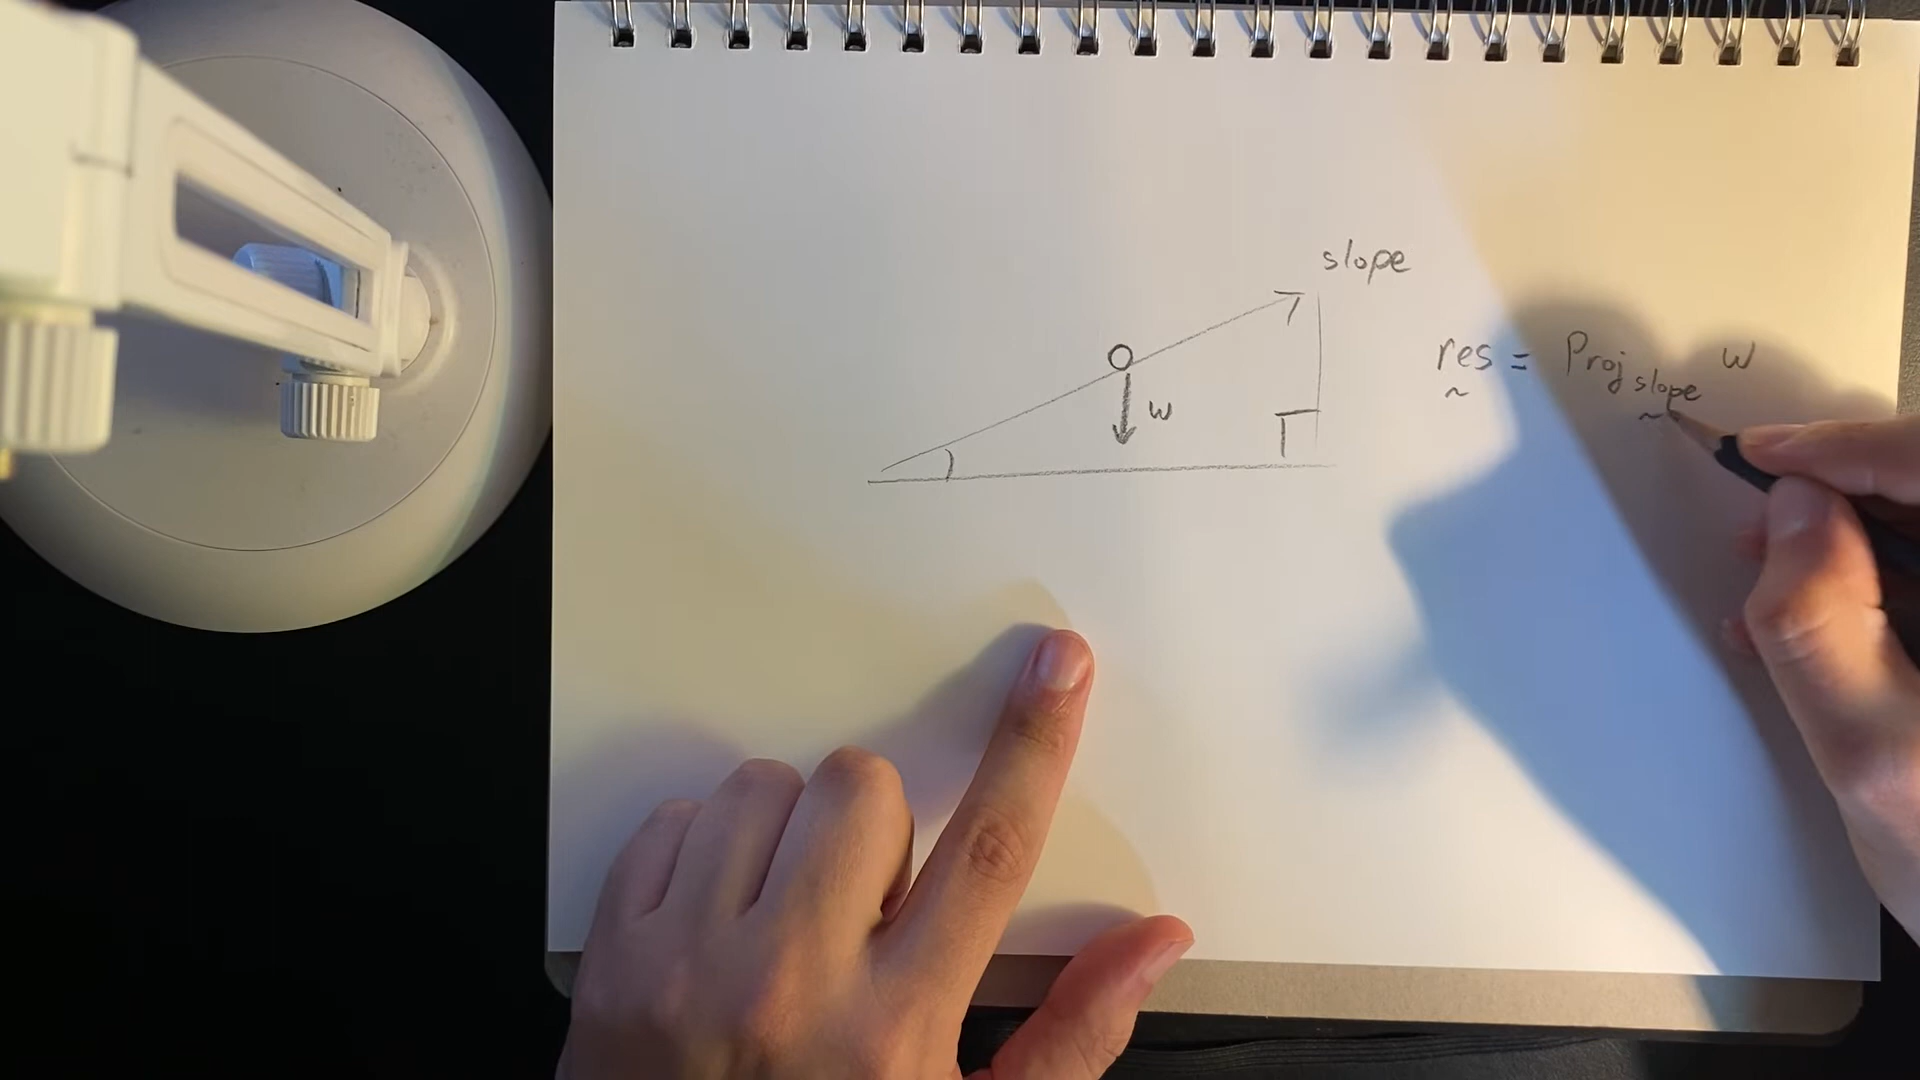 slope
res = Proj slope w
~ ~
w